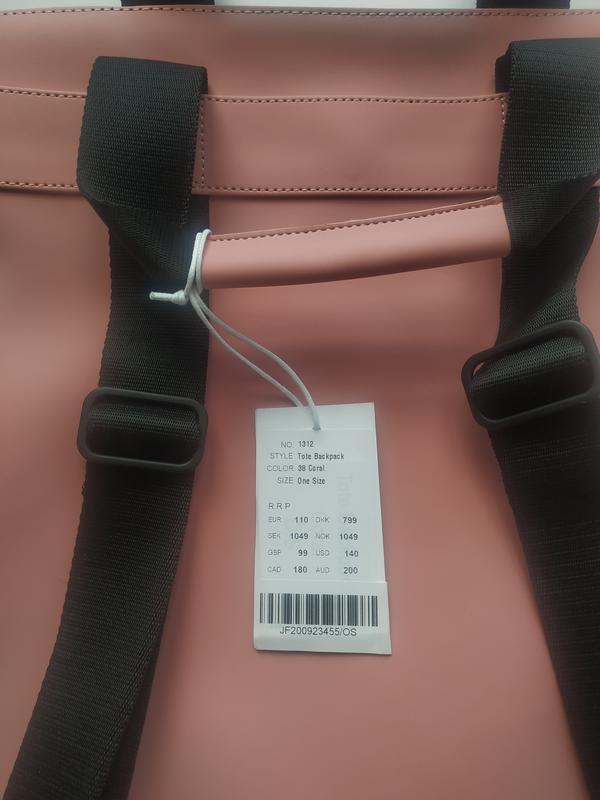 NO. 1312
STYLE Tote Backpack
COLOR 38 Coral
SIZE One Size
R.R.P
EUR 110 DKK 799
SEK 1049 NOK 1049
GBP 99 USD 140
CAD 180 AUD 200
JF200923455/OS